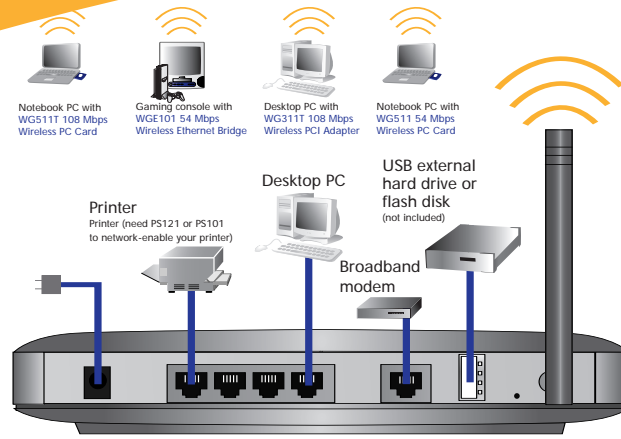 Notebook PC with
WG511T 108 Mbps
Wireless PC Card
Gaming console with
WGE101 54 Mbps
Wireless Ethernet Bridge
Desktop PC with
WG311T 108 Mbps
Wireless PCI Adapter
Notebook PC with
WG511 54 Mbps
Wireless PC Card
Printer
Printer (need PS121 or PS101
to network-enable your printer)
Desktop PC
Broadband
modem
USB external
hard drive or
flash disk
(not included)